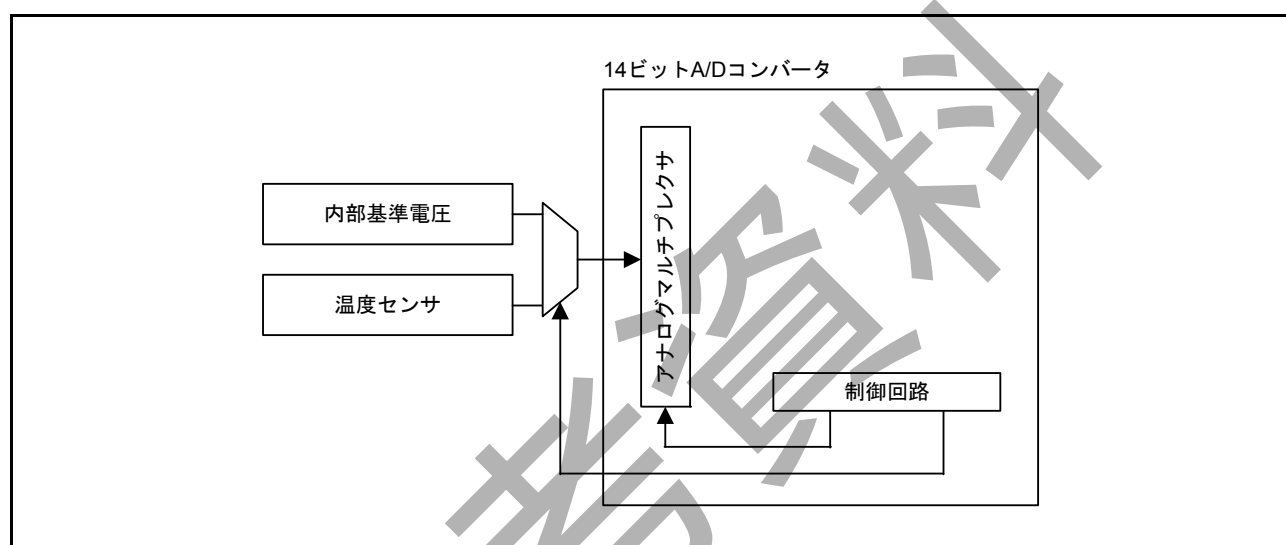 14ビットA/Dコンバータ
内部基準電圧
温度センサ
アナログマルチプレクサ
制御回路
考資料